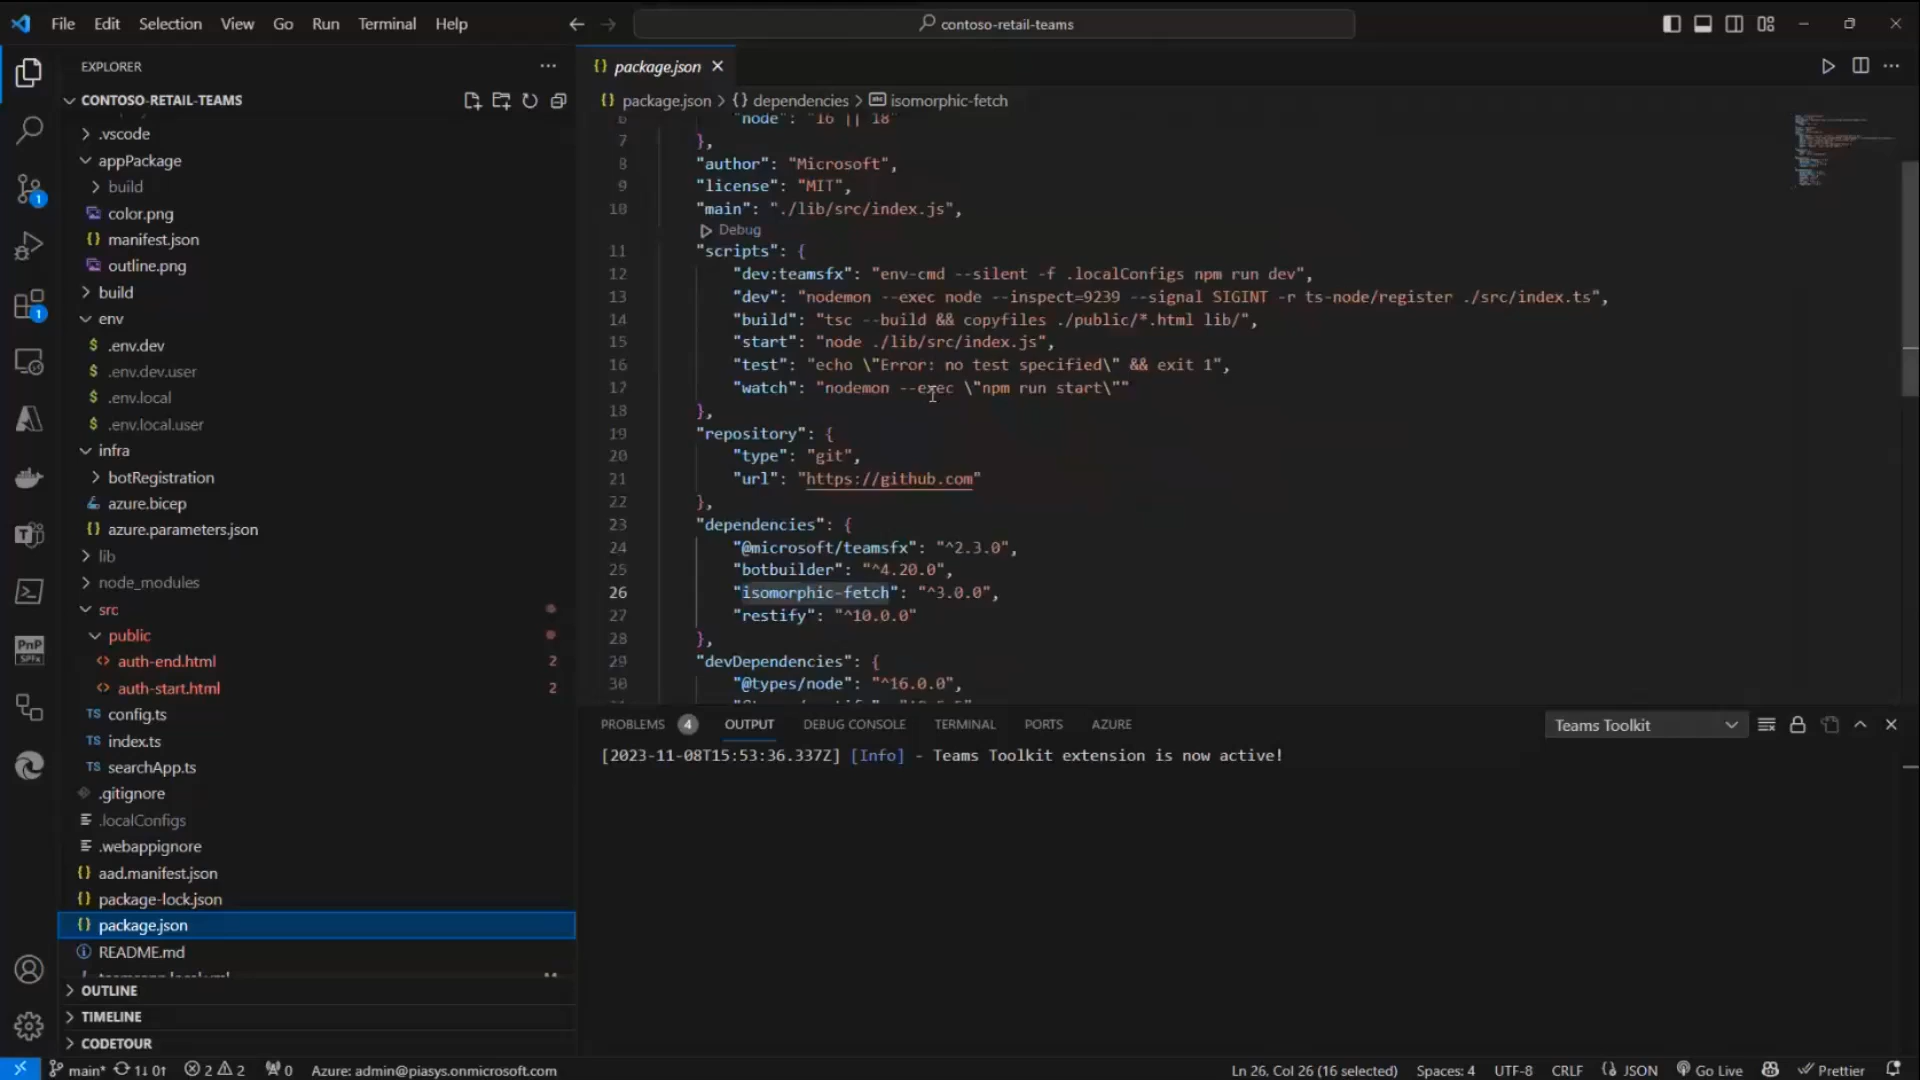 File Edit Selection View Go Run Terminal Help
contoso-retail-teams
EXPLORER
CONTOSO-RETAIL-TEAMS
.vscode
appPackage
build
color.png
manifest.json
outline.png
build
env
.env.dev
.env.dev.user
.env.local
.env.local.user
infra
botRegistration
azure.bicep
azure.parameters.json
lib
node_modules
src
public
auth-end.html 2
auth-start.html 2
TS config.ts
TS index.ts
TS searchApp.ts
.gitignore
.localConfigs
.webappignore
aad.manifest.json
package-lock.json
package.json
README.md
OUTLINE
TIMELINE
CODETOUR
1
1
PnP
SPFx
{} package.json
{} package.json > {} dependencies > isomorphic-fetch
6 "node": "16 || 18"
7 },
8 "author": "Microsoft",
9 "license": "MIT",
10 "main": "./lib/src/index.js",
Debug
11 "scripts": {
12 "dev:teamsfx": "env-cmd --silent -f .localConfigs npm run dev",
13 "dev": "nodemon --exec node --inspect=9239 --signal SIGINT -r ts-node/register ./src/index.ts",
14 "build": "tsc --build && copyfiles ./public/*.html lib/",
15 "start": "node ./lib/src/index.js",
16 "test": "echo \"Error: no test specified\" && exit 1",
17 "watch": "nodemon --exec \"npm run start\""
18 },
19 "repository": {
20 "type": "git",
21 "url": "https://github.com"
22 },
23 "dependencies": {
24 "@microsoft/teamsfx": "^2.3.0",
25 "botbuilder": "^4.20.0",
26 "isomorphic-fetch": "^3.0.0",
27 "restify": "^10.0.0"
28 },
29 "devDependencies": {
30 "@types/node": "^16.0.0",
PROBLEMS 4 OUTPUT DEBUG CONSOLE TERMINAL PORTS AZURE
Teams Toolkit
[2023-11-08T15:53:36.337Z] [Info] - Teams Toolkit extension is now active!
main* 1↓ 0↑ 2 2 0 Azure: admin@piasys.onmicrosoft.com
Ln 26, Col 26 (16 selected) Spaces: 4 UTF-8 CRLF {} JSON Go Live Prettier